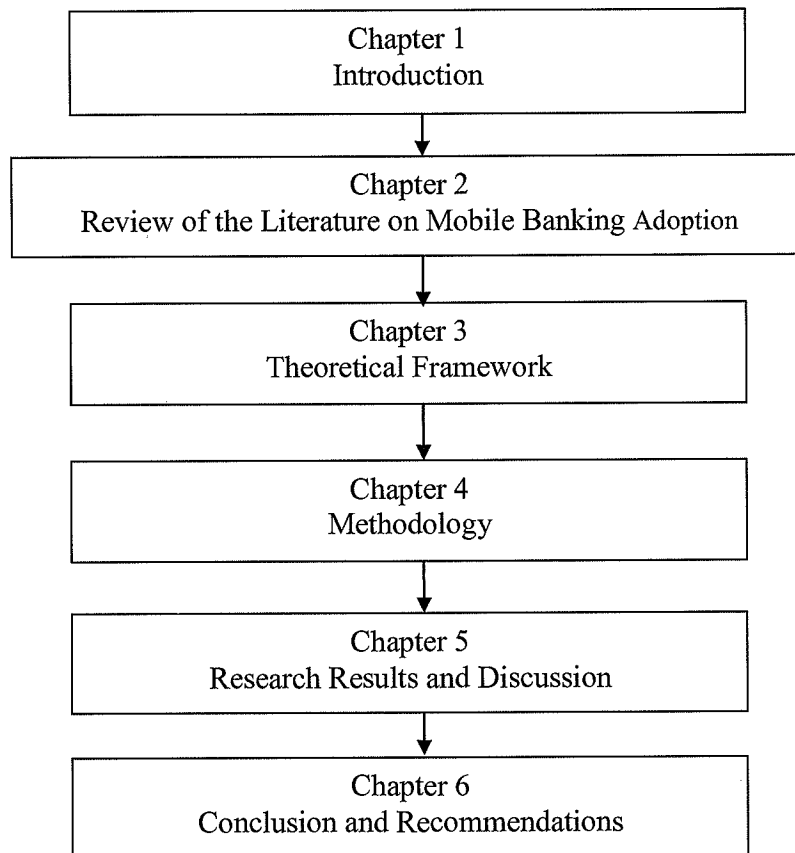 Chapter 1
Introduction
Chapter 2
Review of the Literature on Mobile Banking Adoption
Chapter 3
Theoretical Framework
Chapter 4
Methodology
Chapter 5
Research Results and Discussion
Chapter 6
Conclusion and Recommendations